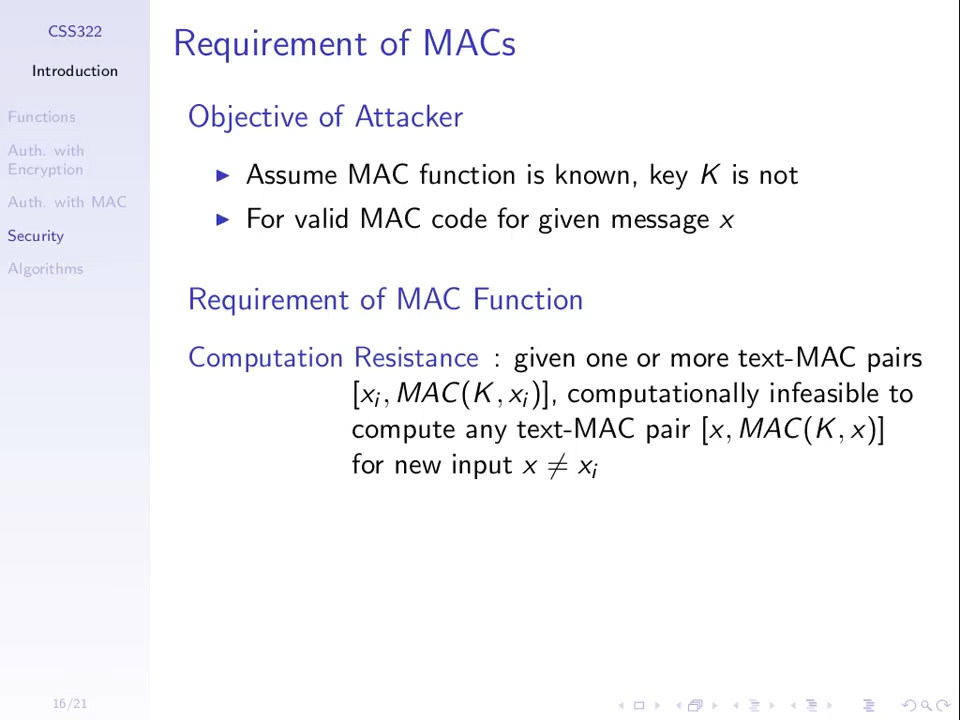 CSS322
Introduction
Functions
Auth. with
Encryption
Auth. with MAC
Security
Algorithms
Requirement of MACs
Objective of Attacker
▶ Assume MAC function is known, key K is not
▶ For valid MAC code for given message x
Requirement of MAC Function
Computation Resistance : given one or more text-MAC pairs
[xᵢ, MAC(K, xᵢ)], computationally infeasible to
compute any text-MAC pair [x, MAC(K, x)]
for new input x ≠ xᵢ
16/21